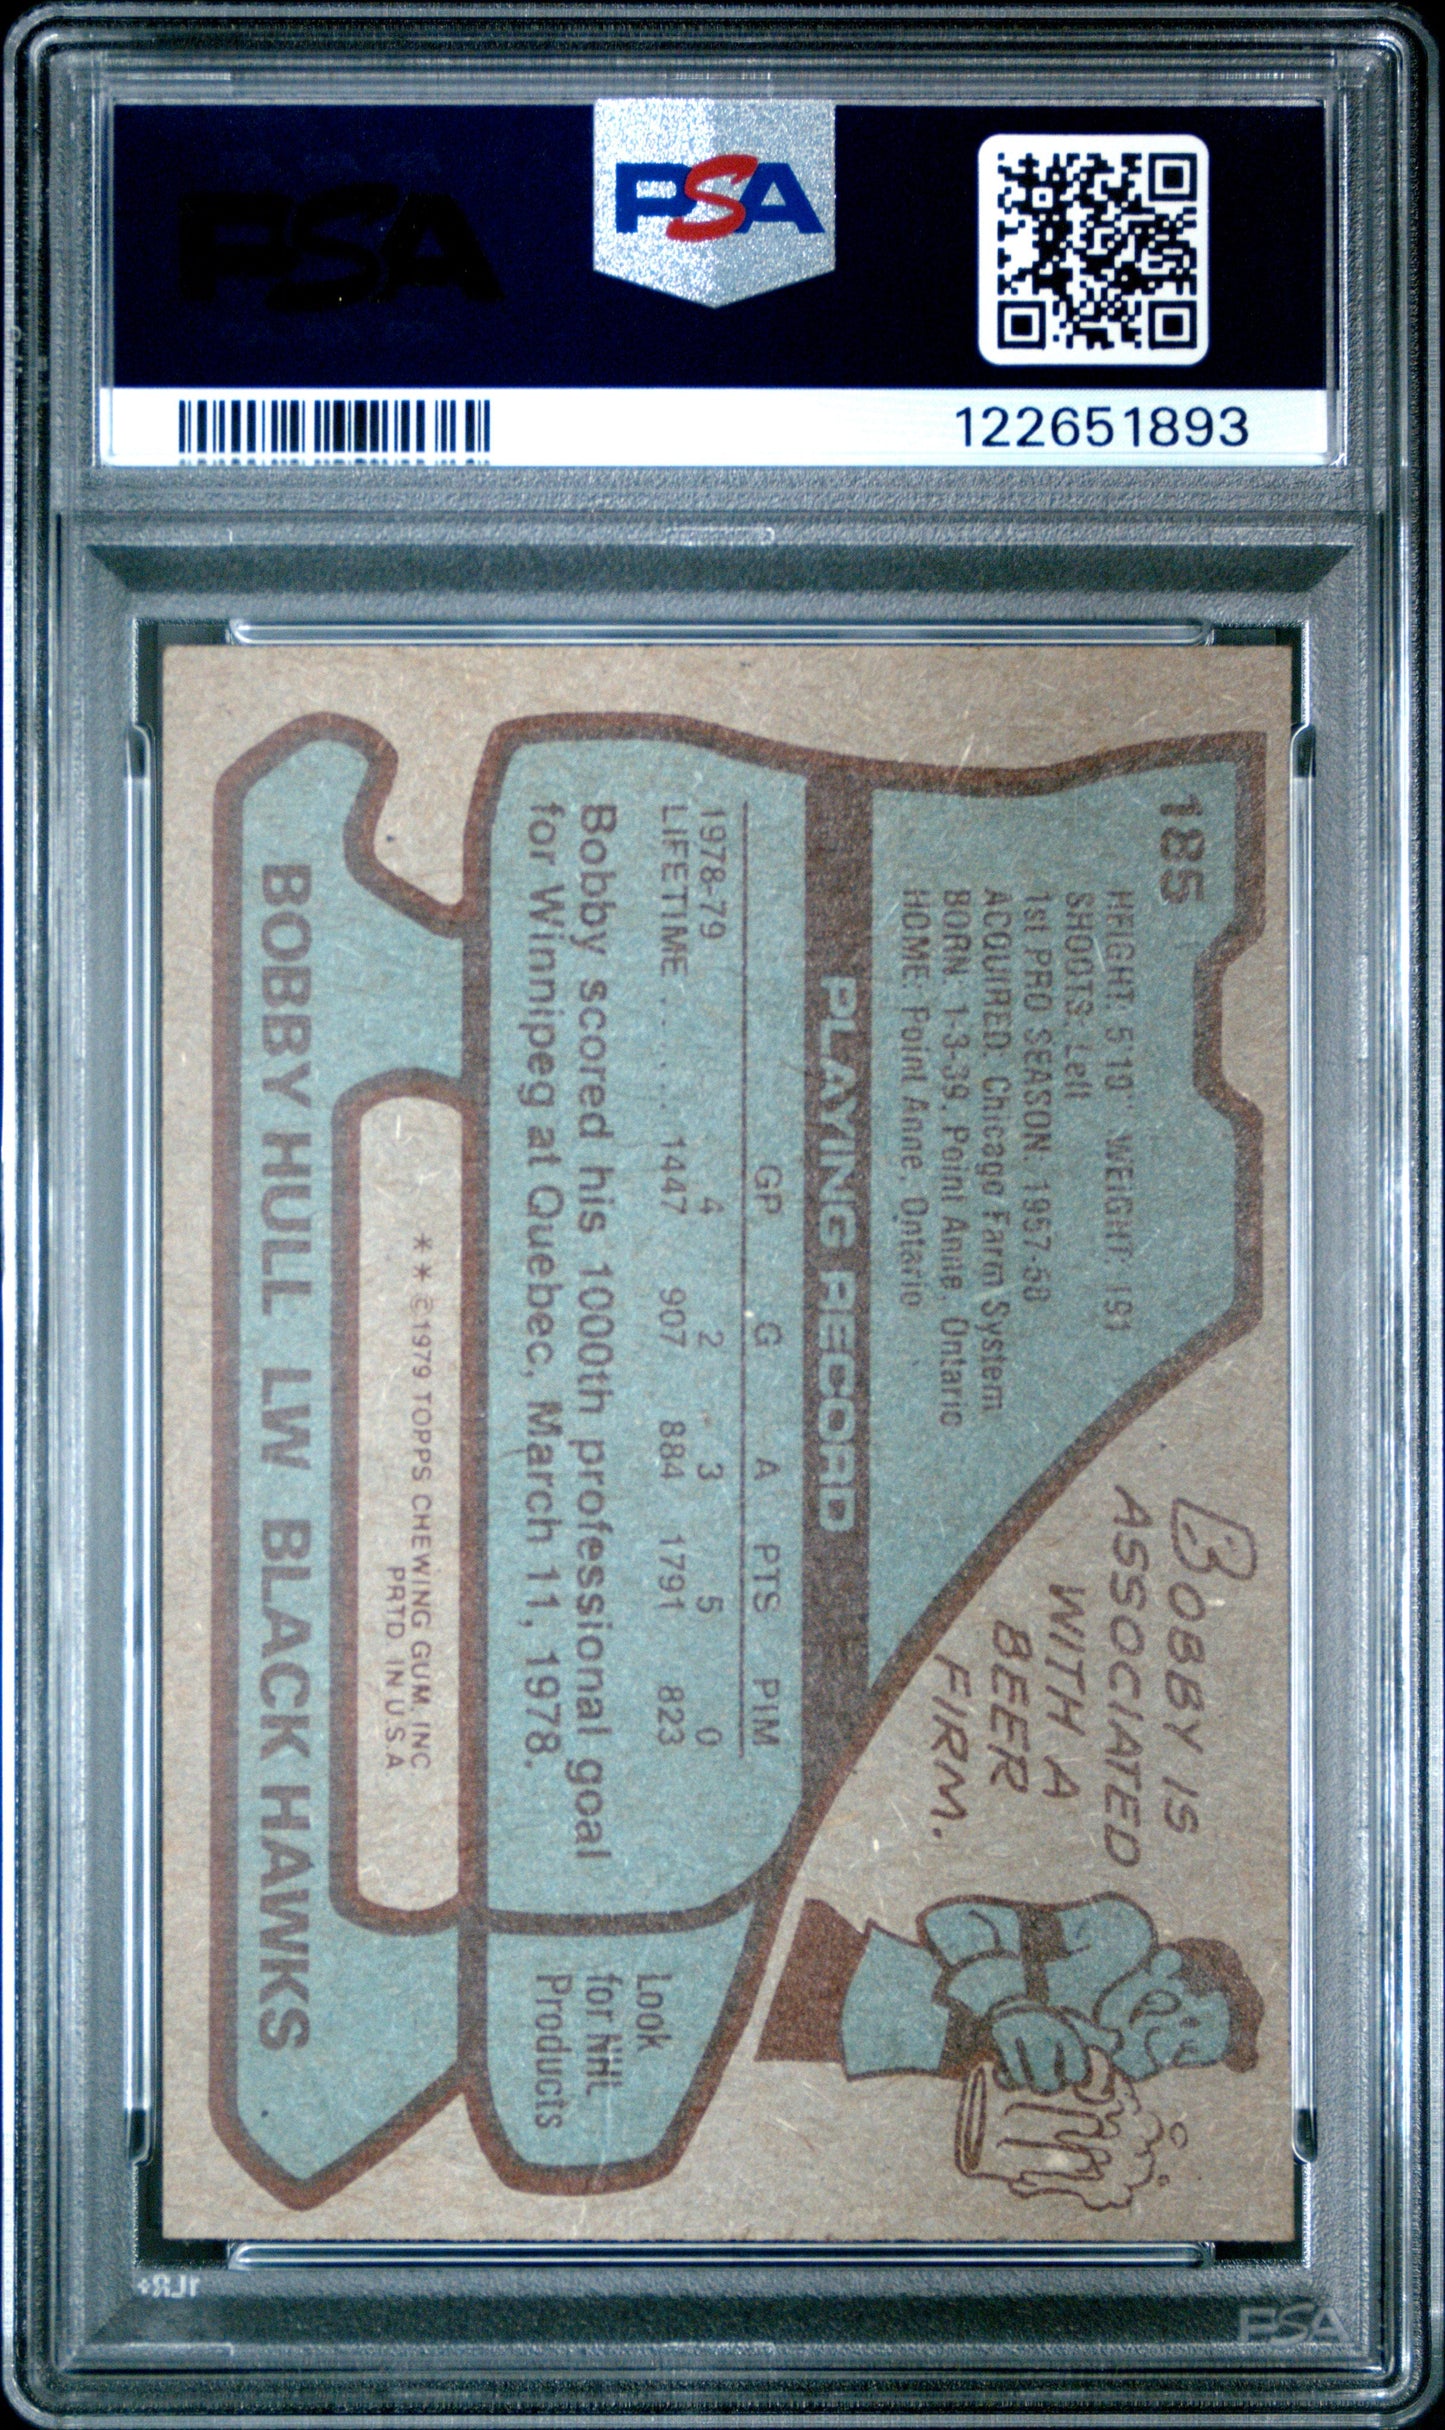 PSA
PSA
122651893
185
HEIGHT: 5'10" WEIGHT: 191
SHOOTS: Left
1st PRO SEASON: 1957-58
ACQUIRED: Chicago Farm System
BORN: 1-3-39, Point Anne, Ontario
HOME: Point Anne, Ontario
BOBBY IS
ASSOCIATED
WITH A
BEER
FIRM.
PLAYING RECORD
GP G A PTS PIM
1978-79 4 2 3 5 0
LIFETIME ...... 1447 907 884 1791 823
Bobby scored his 1000th professional goal
for Winnipeg at Quebec, March 11, 1978.
Look
for NHL
Products
* * ©1979 TOPPS CHEWING GUM, INC.
PRTD. IN U.S.A.
BOBBY HULL LW BLACK HAWKS
1LR+
PSA